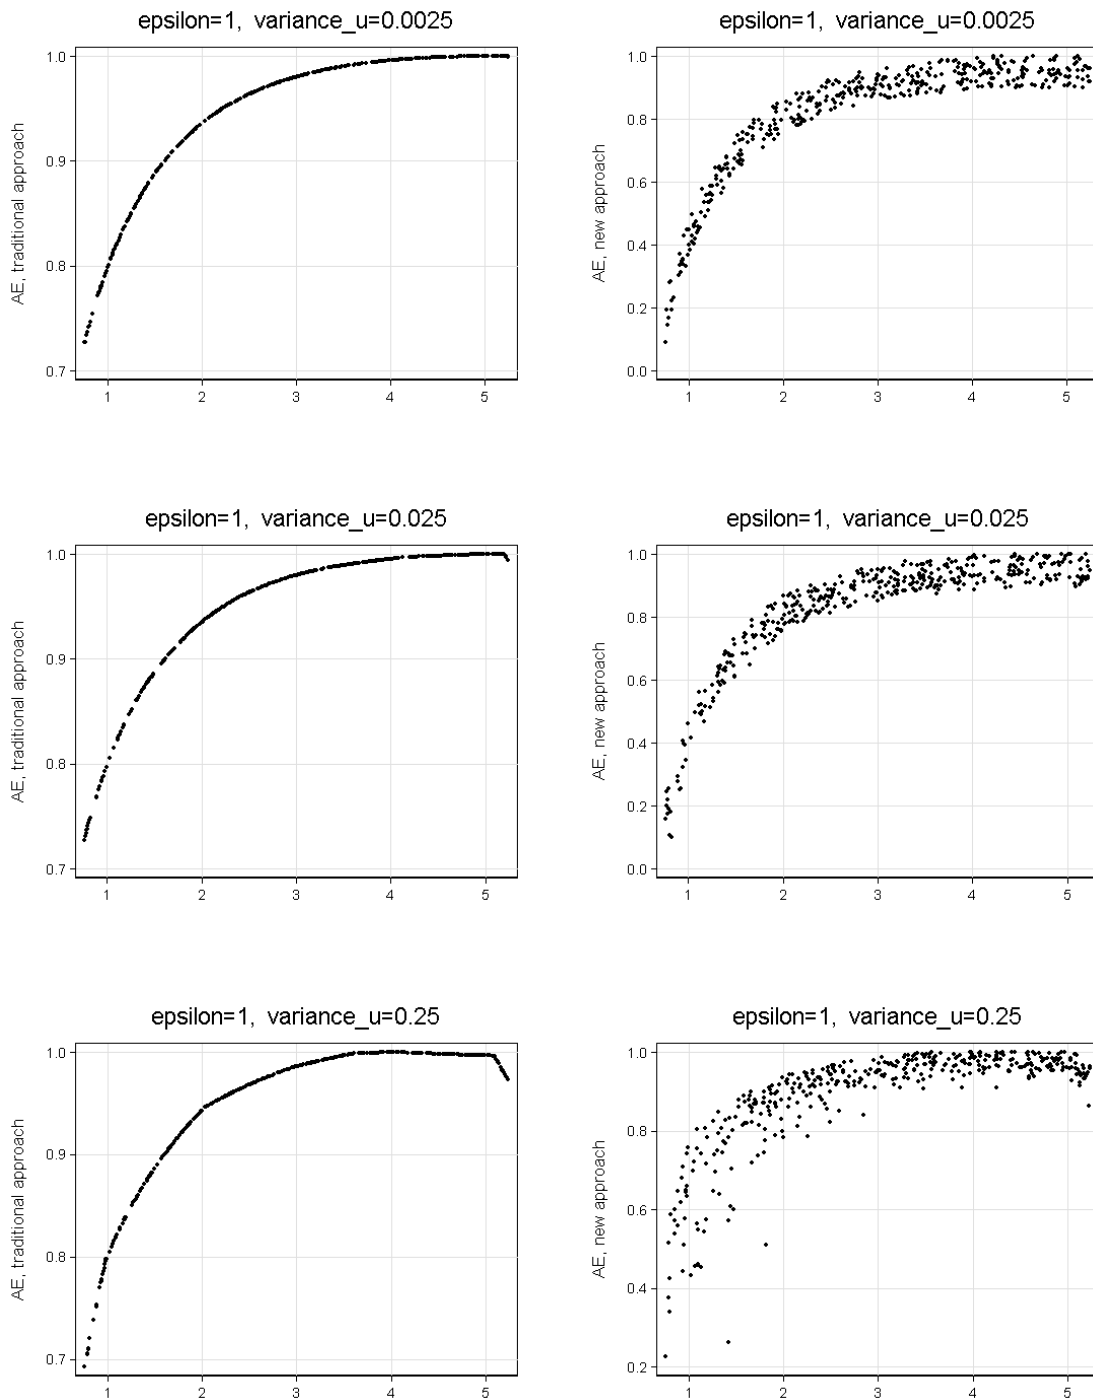 epsilon=1, variance_u=0.0025
epsilon=1, variance_u=0.0025
AE, traditional approach
1.0
0.9
0.8
0.7
1 2 3 4 5
AE, new approach
1.0
0.8
0.6
0.4
0.2
0.0
1 2 3 4 5
epsilon=1, variance_u=0.025
epsilon=1, variance_u=0.025
AE, traditional approach
1.0
0.9
0.8
0.7
1 2 3 4 5
AE, new approach
1.0
0.8
0.6
0.4
0.2
0.0
1 2 3 4 5
epsilon=1, variance_u=0.25
epsilon=1, variance_u=0.25
AE, traditional approach
1.0
0.9
0.8
0.7
1 2 3 4 5
AE, new approach
1.0
0.8
0.6
0.4
0.2
1 2 3 4 5